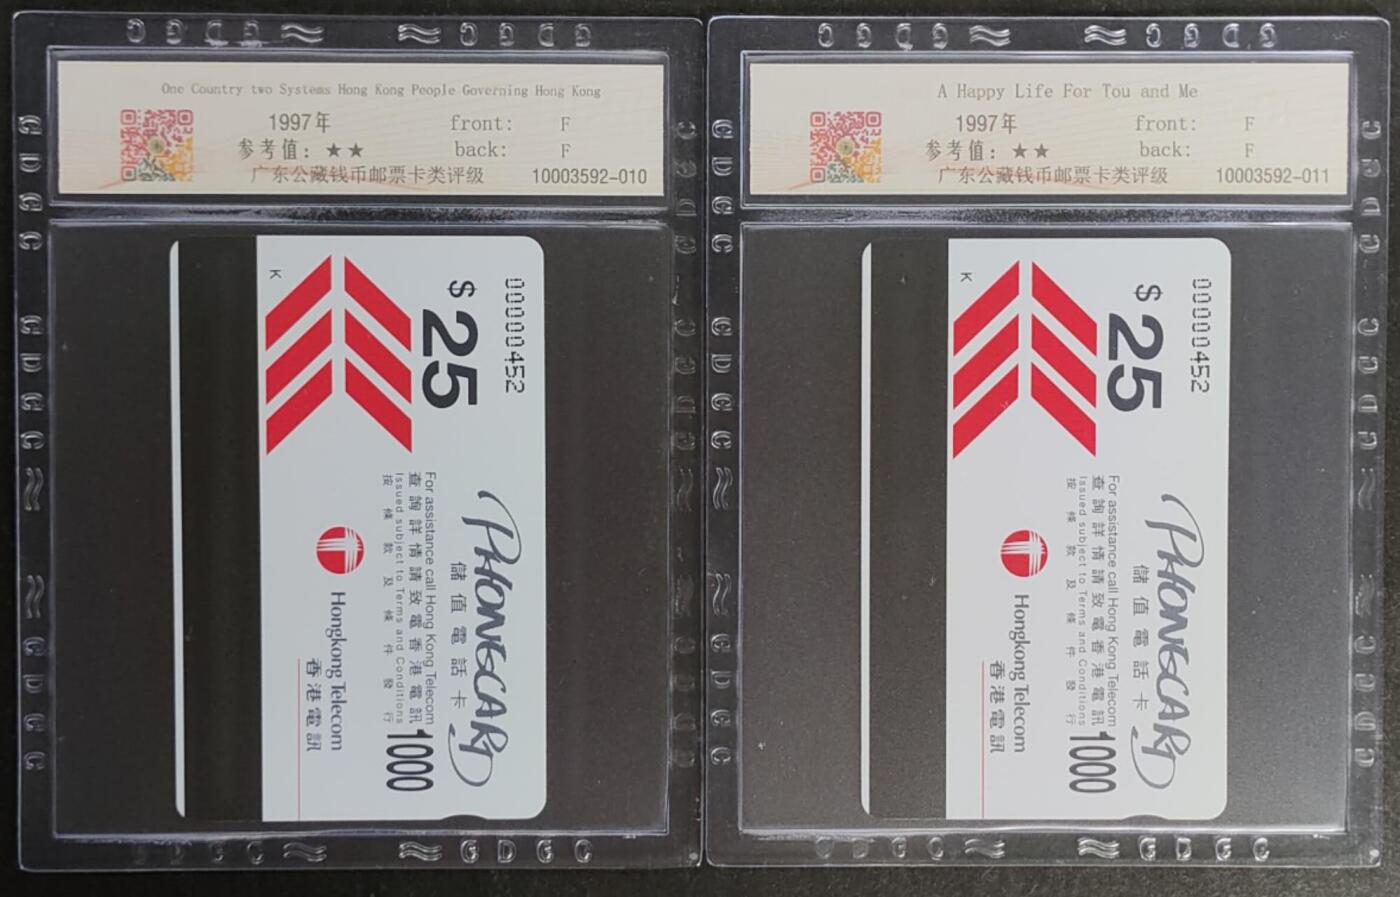 One Country two Systems Hong Kong People Governing Hong Kong
1997年 front: F
参考值：★★ back: F
广东公藏钱币邮票卡类评级 10003592-010
00000452
$25
K
PHONECARD
儲值電話卡
For assistance call Hong Kong Telecom
查詢詳情請致電香港電訊
Issued subject to Terms and Conditions
按條款及條件發行
1000
Hongkong Telecom
香港電訊
A Happy Life For Tou and Me
1997年 front: F
参考值：★★ back: F
广东公藏钱币邮票卡类评级 10003592-011
00000452
$25
K
PHONECARD
儲值電話卡
For assistance call Hong Kong Telecom
查詢詳情請致電香港電訊
Issued subject to Terms and Conditions
按條款及條件發行
1000
Hongkong Telecom
香港電訊